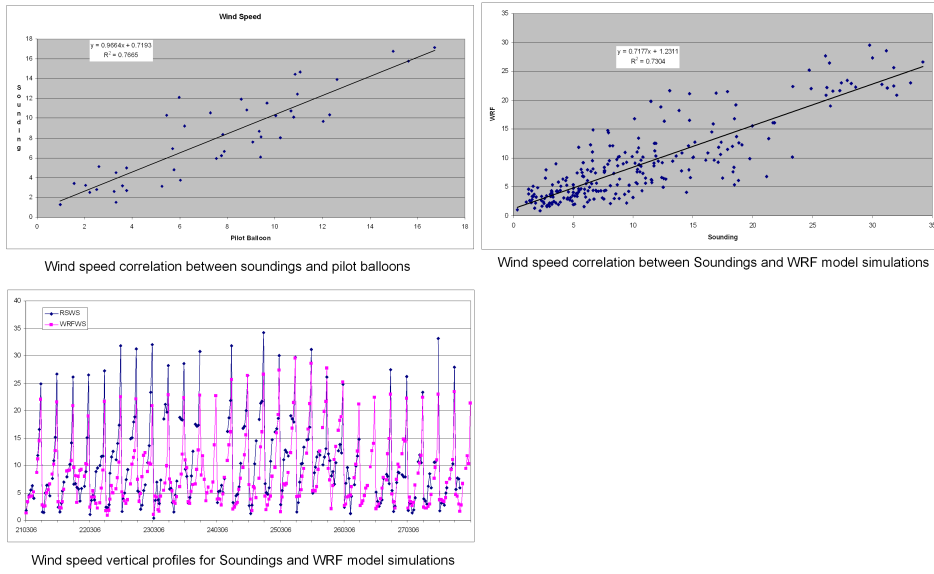 Wind Speed
18
16
14
12
10
8
6
4
2
0
Sounding
y = 0.9664x + 0.7193
R² = 0.7665
0 2 4 6 8 10 12 14 16 18
Pilot Balloon
Wind speed correlation between soundings and pilot balloons
35
30
25
20
15
10
5
0
WRF
y = 0.7177x + 1.2311
R² = 0.7304
0 5 10 15 20 25 30 35
Sounding
Wind speed correlation between Soundings and WRF model simulations
40
35
30
25
20
15
10
5
0
RSWS
WRFWS
210306 220306 230306 240306 250306 260306 270306
Wind speed vertical profiles for Soundings and WRF model simulations